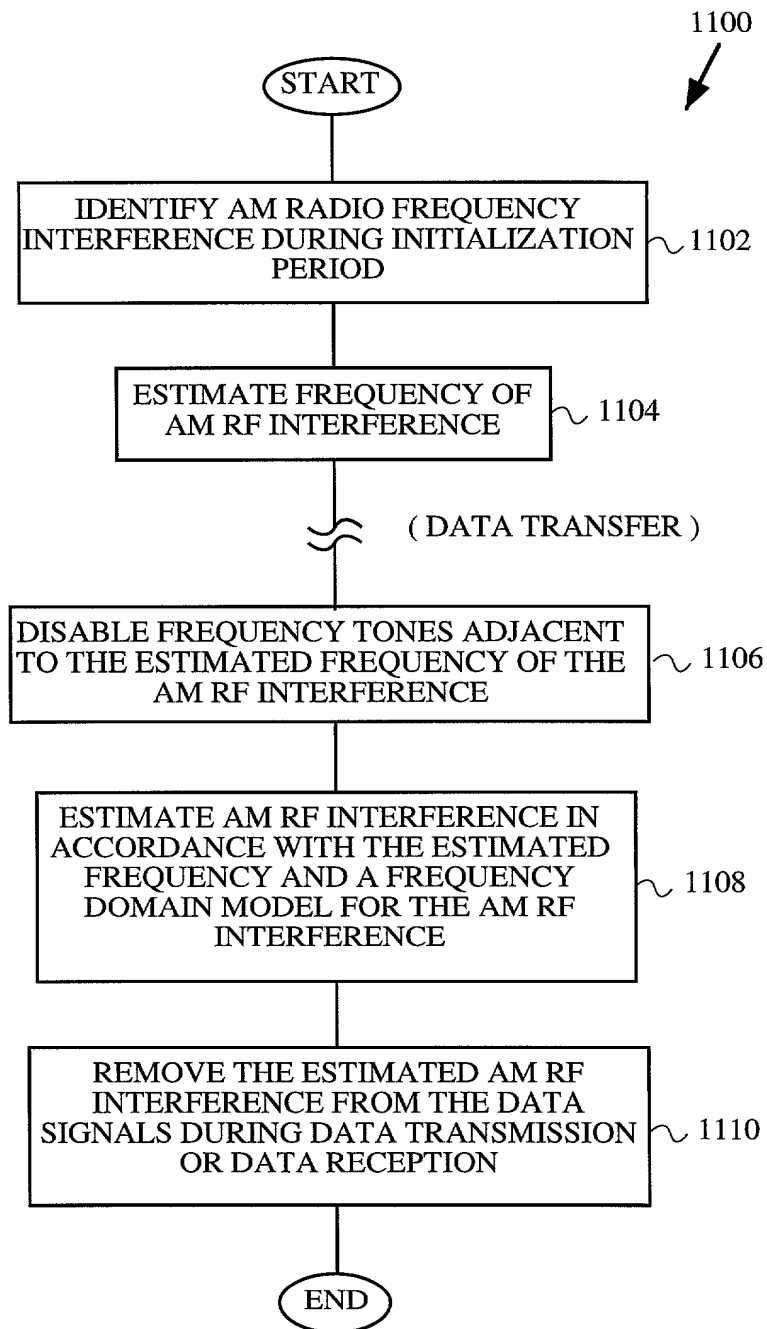 1100
START
IDENTIFY AM RADIO FREQUENCY
INTERFERENCE DURING INITIALIZATION
PERIOD
1102
ESTIMATE FREQUENCY OF
AM RF INTERFERENCE
1104
( DATA TRANSFER )
DISABLE FREQUENCY TONES ADJACENT
TO THE ESTIMATED FREQUENCY OF THE
AM RF INTERFERENCE
1106
ESTIMATE AM RF INTERFERENCE IN
ACCORDANCE WITH THE ESTIMATED
FREQUENCY AND A FREQUENCY
DOMAIN MODEL FOR THE AM RF
INTERFERENCE
1108
REMOVE THE ESTIMATED AM RF
INTERFERENCE FROM THE DATA
SIGNALS DURING DATA TRANSMISSION
OR DATA RECEPTION
1110
END